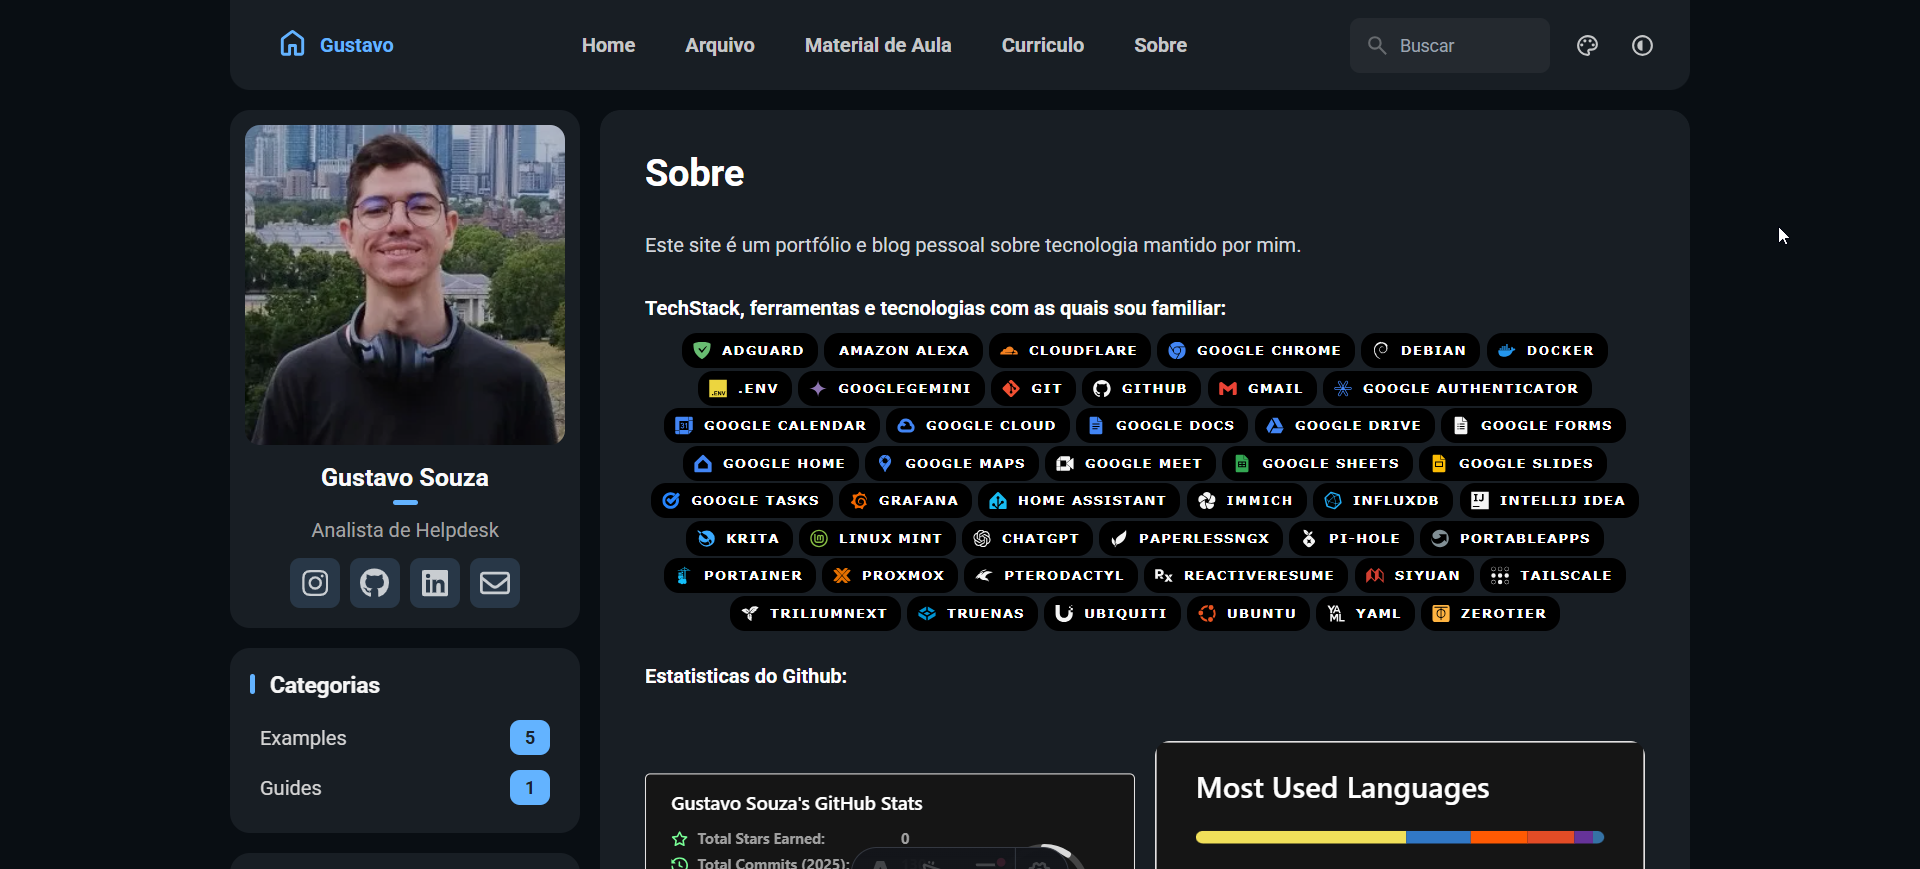 Gustavo
Home Arquivo Material de Aula Curriculo Sobre
Buscar
Gustavo Souza
Analista de Helpdesk
Categorias
Examples 5
Guides 1
Sobre
Este site é um portfólio e blog pessoal sobre tecnologia mantido por mim.
TechStack, ferramentas e tecnologias com as quais sou familiar:
ADGUARD AMAZON ALEXA CLOUDFLARE GOOGLE CHROME DEBIAN DOCKER
.ENV GOOGLEGEMINI GIT GITHUB GMAIL GOOGLE AUTHENTICATOR
GOOGLE CALENDAR GOOGLE CLOUD GOOGLE DOCS GOOGLE DRIVE GOOGLE FORMS
GOOGLE HOME GOOGLE MAPS GOOGLE MEET GOOGLE SHEETS GOOGLE SLIDES
GOOGLE TASKS GRAFANA HOME ASSISTANT IMMICH INFLUXDB INTELLIJ IDEA
KRITA LINUX MINT CHATGPT PAPERLESSNGX PI-HOLE PORTABLEAPPS
PORTAINER PROXMOX PTERODACTYL REACTIVERESUME SIYUAN TAILSCALE
TRILIUMNEXT TRUENAS UBIQUITI UBUNTU YAML ZEROTIER
Estatisticas do Github:
Gustavo Souza's GitHub Stats
Total Stars Earned: 0
Total Commits (2025):
Most Used Languages